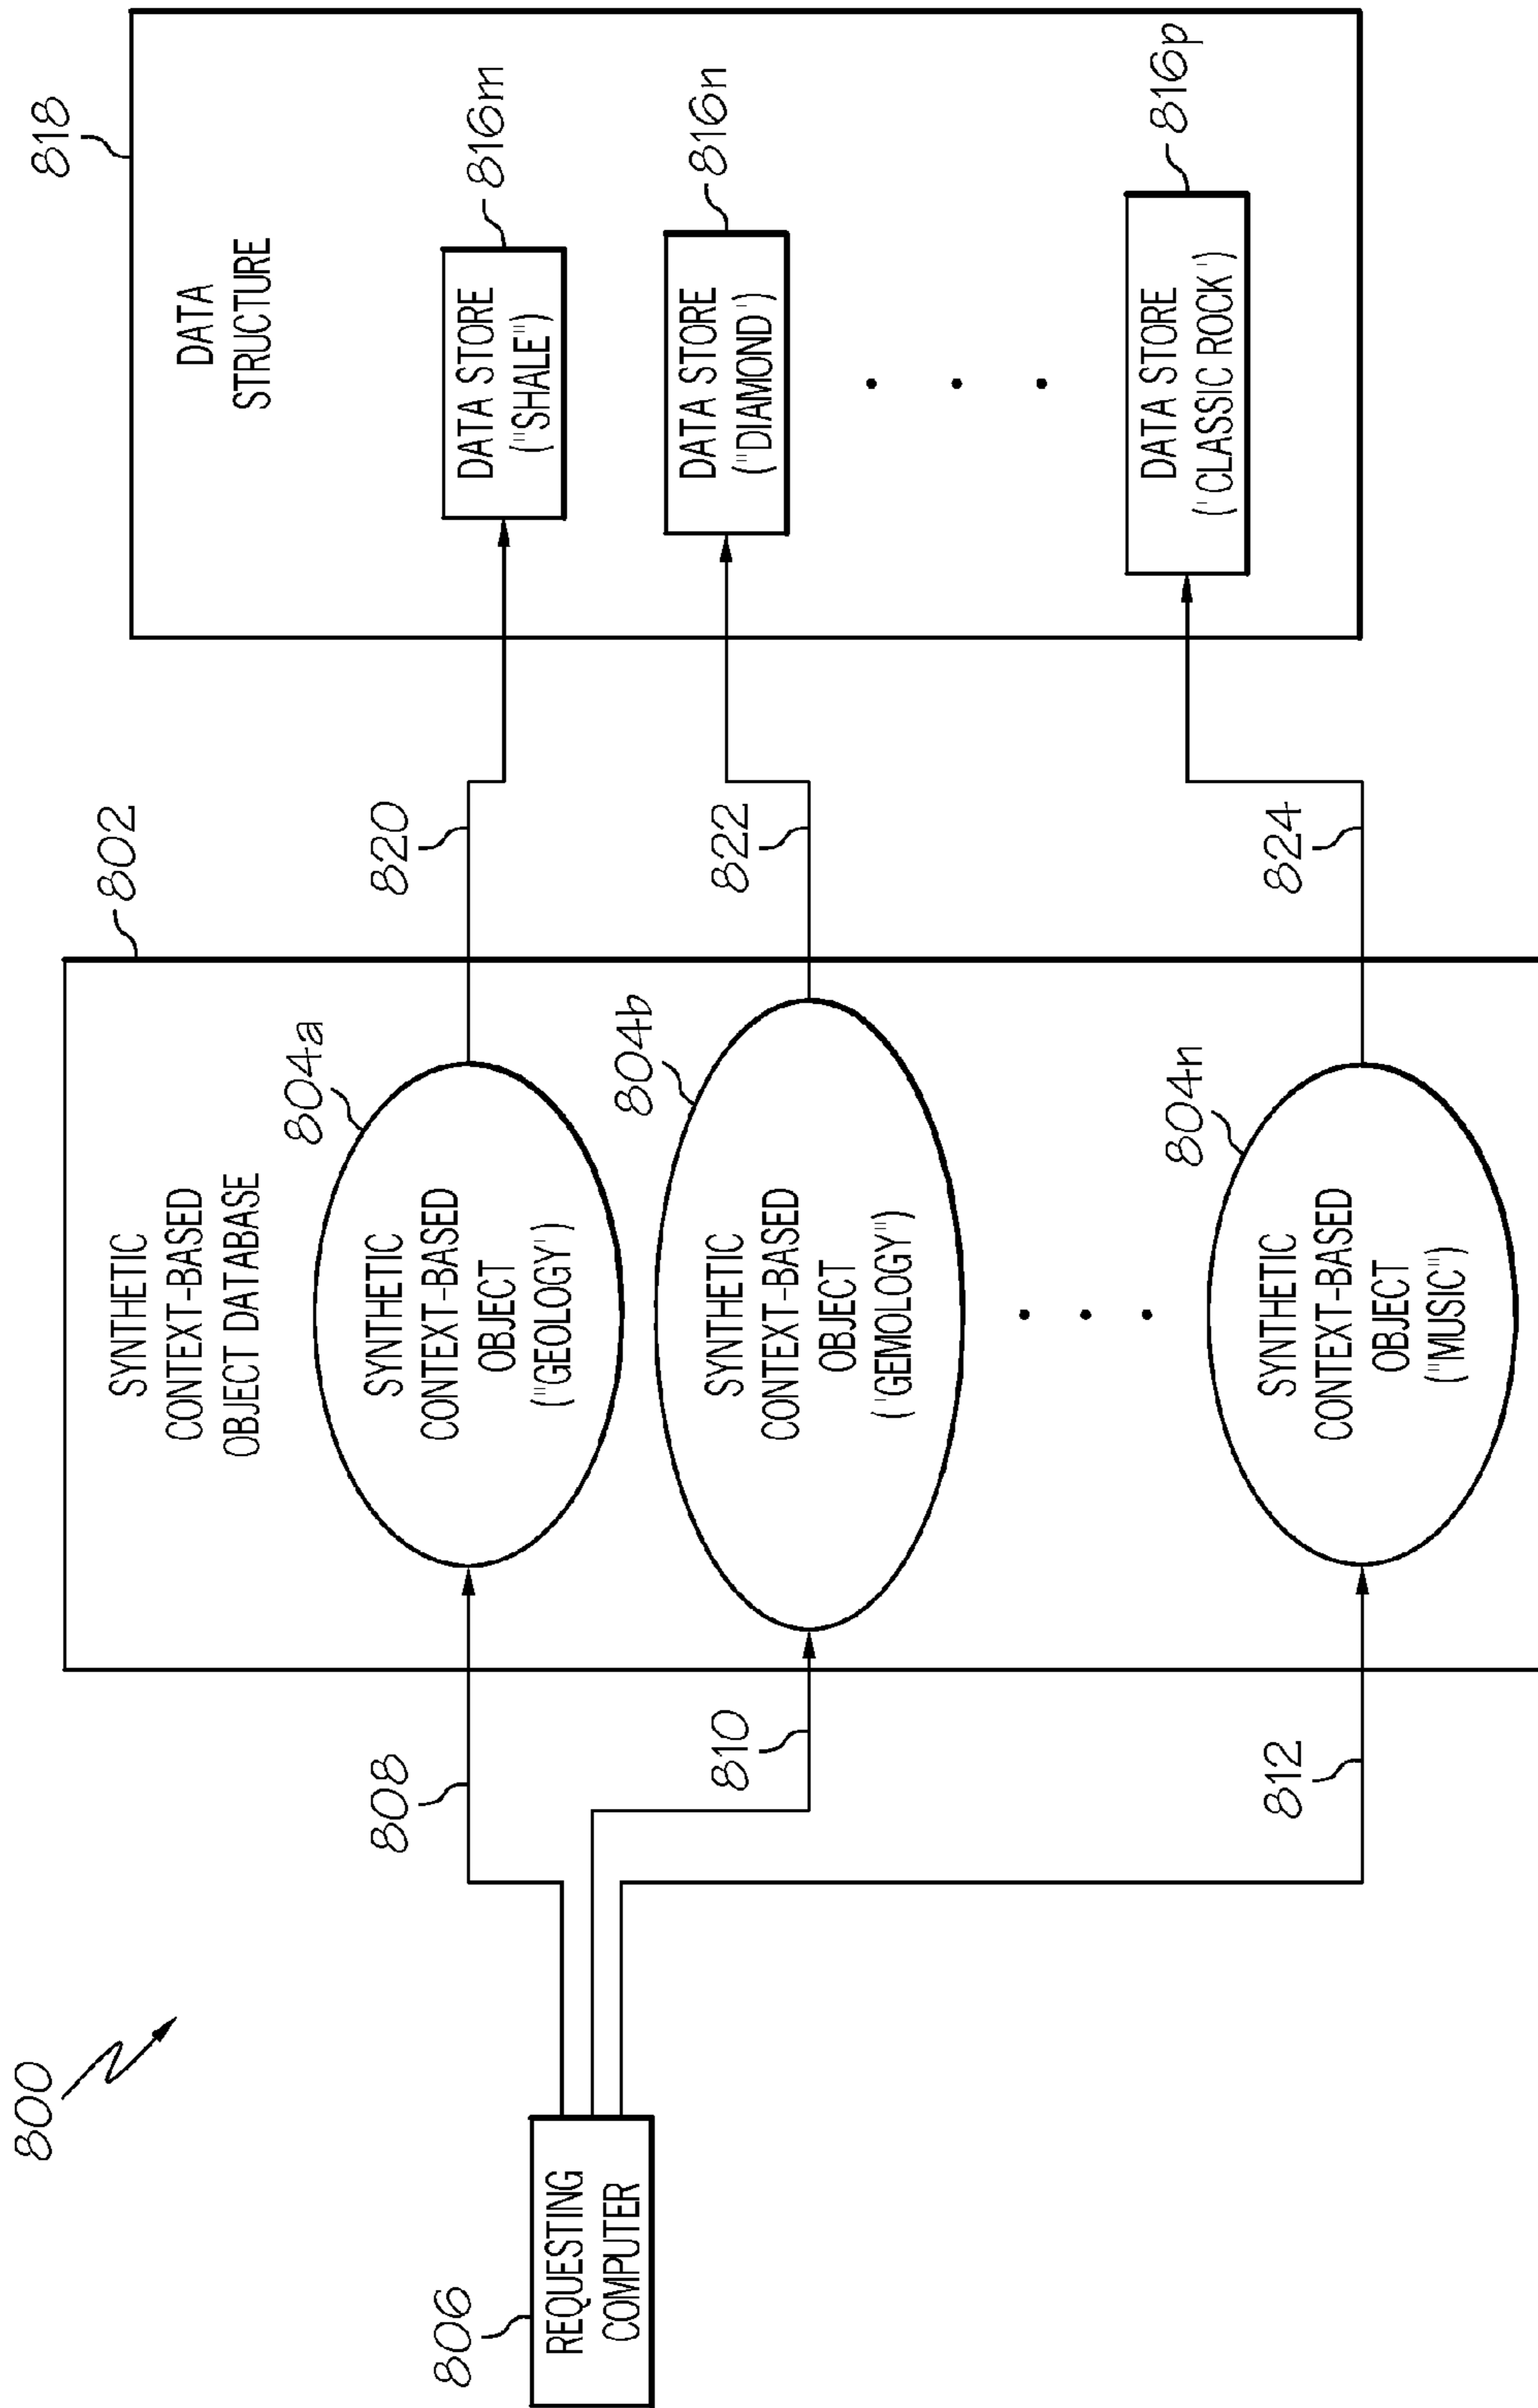 800
806
REQUESTING
COMPUTER
808
810
812
802
SYNTHETIC
CONTEXT-BASED
OBJECT DATABASE
804a
SYNTHETIC
CONTEXT-BASED
OBJECT
("GEOLOGY")
804b
SYNTHETIC
CONTEXT-BASED
OBJECT
("GEMOLOGY")
804n
SYNTHETIC
CONTEXT-BASED
OBJECT
("MUSIC")
820
822
824
818
DATA
STRUCTURE
816m
DATA STORE
("SHALE")
816n
DATA STORE
("DIAMOND")
816p
DATA STORE
("CLASSIC ROCK")